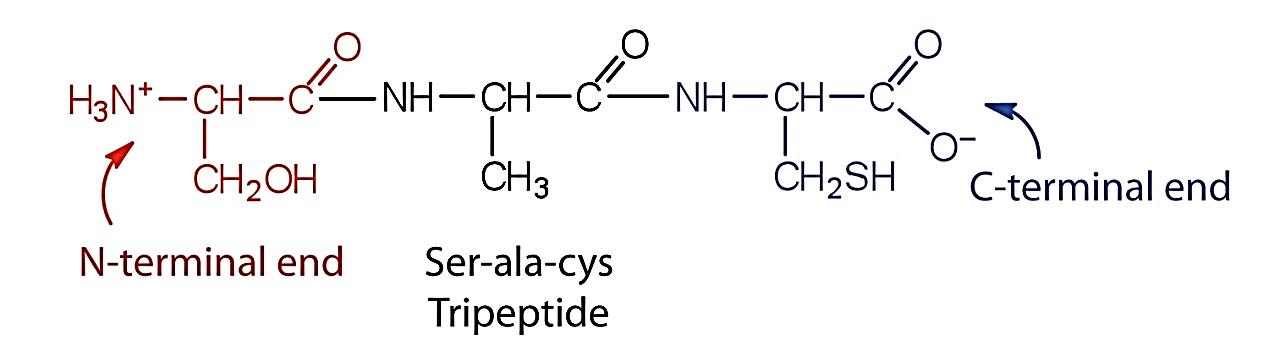 O O O
H₃N⁺—CH—C—NH—CH—C—NH—CH—C
O⁻
CH₂OH CH₃ CH₂SH
C-terminal end
N-terminal end
Ser-ala-cys
Tripeptide